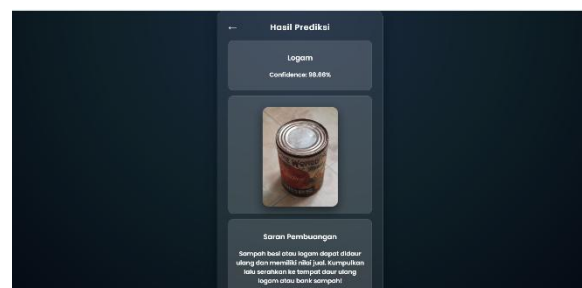 ← Hasil Prediksi
Logam
Confidence: 98.68%
Saran Pembuangan
Sampah besi atau logam dapat didaur
ulang dan memiliki nilai jual. Kumpulkan
lalu serahkan ke tempat daur ulang
logam atau bank sampah!